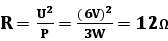 R = U²/P = (6V)²/3W = 12Ω